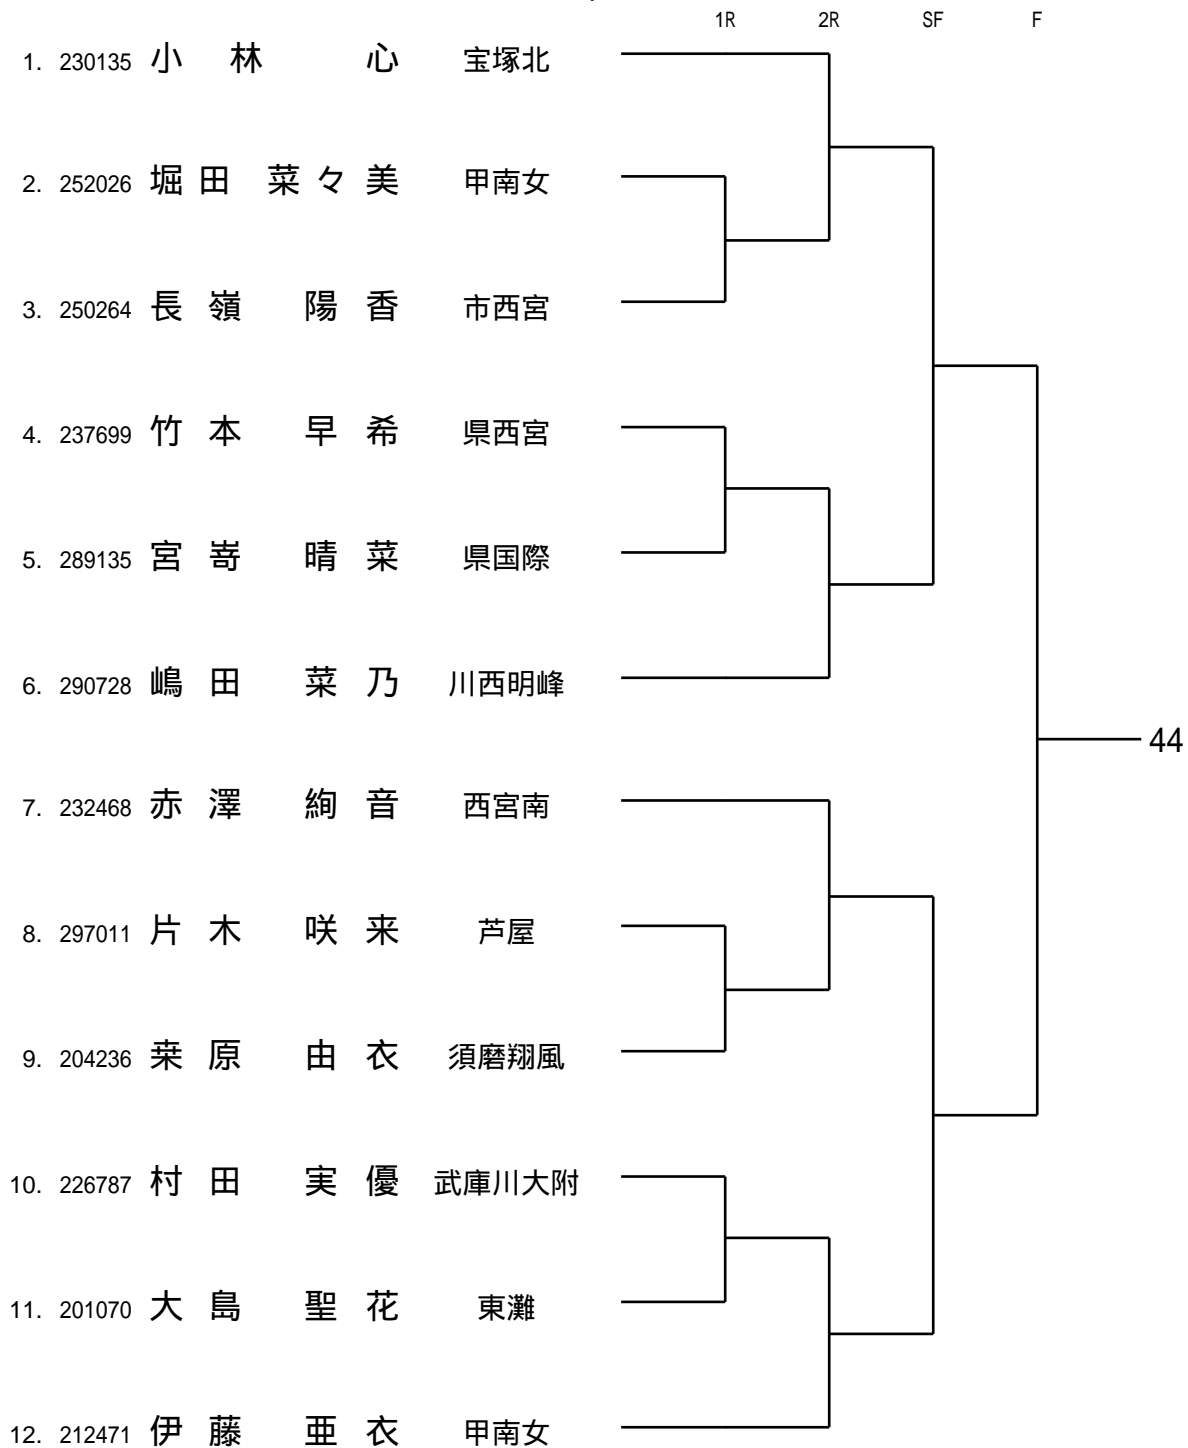 1R 2R SF F
1. 230135 小 林 心 宝塚北
2. 252026 堀 田 菜 々 美 甲南女
3. 250264 長 嶺 陽 香 市西宮
4. 237699 竹 本 早 希 県西宮
5. 289135 宮 嵜 晴 菜 県国際
6. 290728 嶋 田 菜 乃 川西明峰
44
7. 232468 赤 澤 絢 音 西宮南
8. 297011 片 木 咲 来 芦屋
9. 204236 桒 原 由 衣 須磨翔風
10. 226787 村 田 実 優 武庫川大附
11. 201070 大 島 聖 花 東灘
12. 212471 伊 藤 亜 衣 甲南女